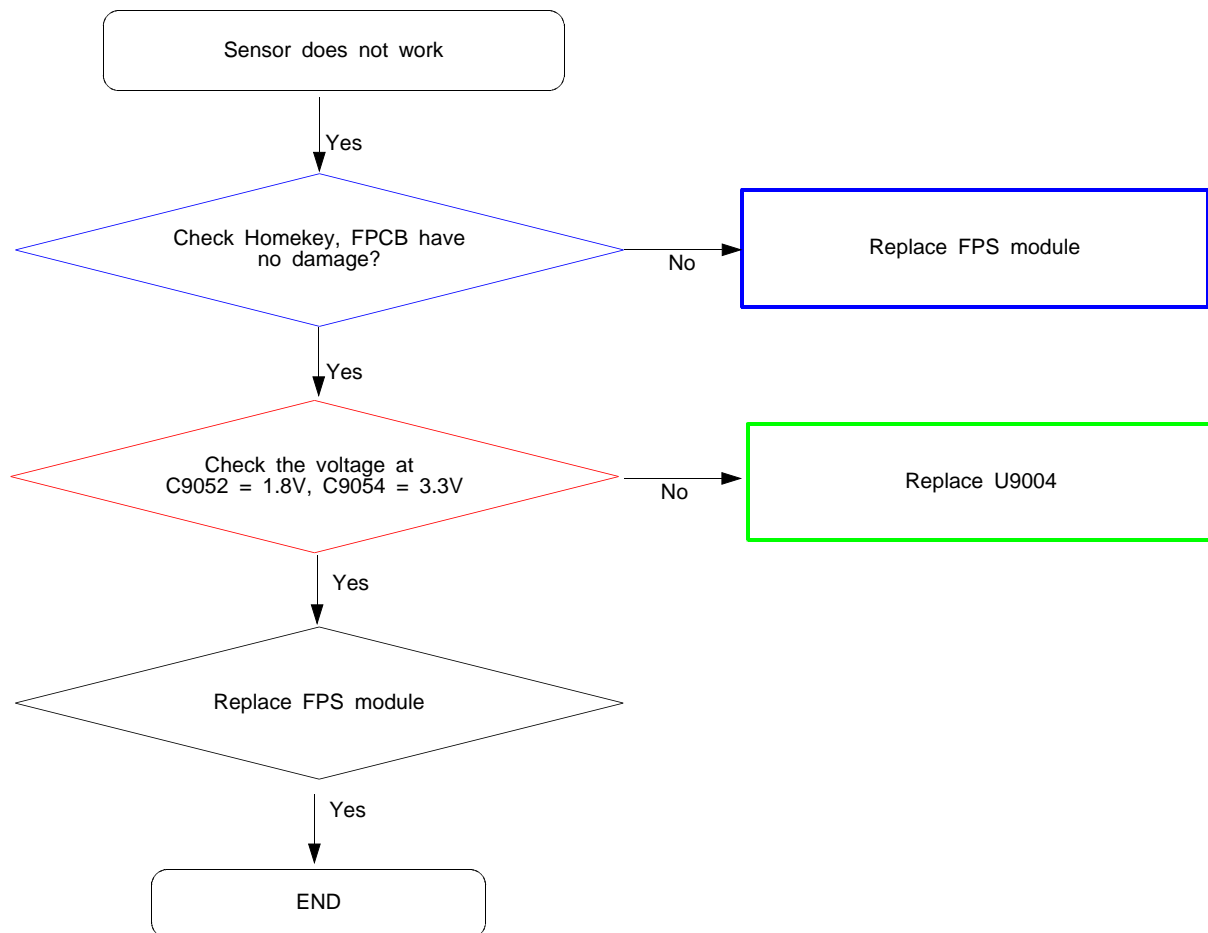 Sensor does not work
Yes
Check Homekey, FPCB have
no damage?
No
Replace FPS module
Yes
Check the voltage at
C9052 = 1.8V, C9054 = 3.3V
No
Replace U9004
Yes
Replace FPS module
Yes
END